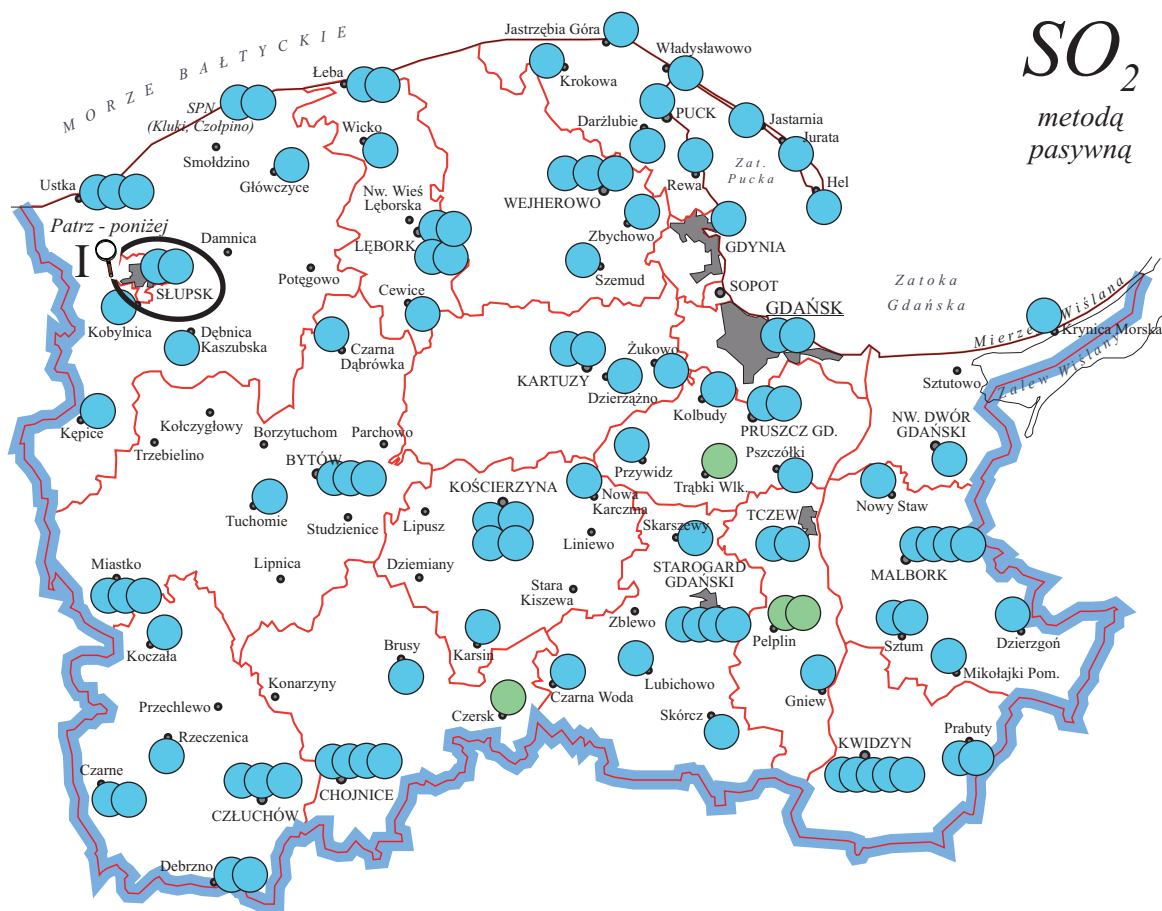 SO2
metodą
pasywną
MORZE BAŁTYCKIE
Jastrzębia Góra
Władysławowo
Łeba
Krokowa
SPN
(Kluki, Czołpino)
PUCK
Jastarnia
Darżlubie
Wicko
Jurata
Smołdzino
Zat.
Pucka
Główczyce
Rewa
Hel
Ustka
Nw. Wieś
Lęborska
WEJHEROWO
Patrz - poniżej
Zbychowo
Damnica
LĘBORK
GDYNIA
I
Potęgowo
Szemud
Zatoka
Gdańska
SŁUPSK
Cewice
SOPOT
Kobylnica
GDAŃSK
Mierzeja Wiślana
Krynica Morska
Dębnica
Kaszubska
Czarna
Dąbrówka
Żukowo
Zalew Wiślany
KARTUZY
Sztutowo
Dzierzążno
Kolbudy
Kępice
Kołczygłowy
PRUSZCZ GD.
NW. DWÓR
GDAŃSKI
Trzebielino
Borzytuchom
Parchowo
Pszczółki
BYTÓW
Przywidz
Trąbki Wlk.
KOŚCIERZYNA
Nowa
Karczma
Nowy Staw
Tuchomie
Studzienice
Lipusz
Skarszewy
TCZEW
Liniewo
Miastko
Lipnica
Dziemiany
STAROGARD
GDAŃSKI
MALBORK
Stara
Kiszewa
Zblewo
Pelplin
Sztum
Dzierzgoń
Koczała
Brusy
Karsin
Mikołajki Pom.
Lubichowo
Konarzyny
Czarna Woda
Gniew
Przechlewo
Czersk
Skórcz
Rzeczenica
KWIDZYN
Prabuty
Czarne
CZŁUCHÓW
CHOJNICE
Debrzno